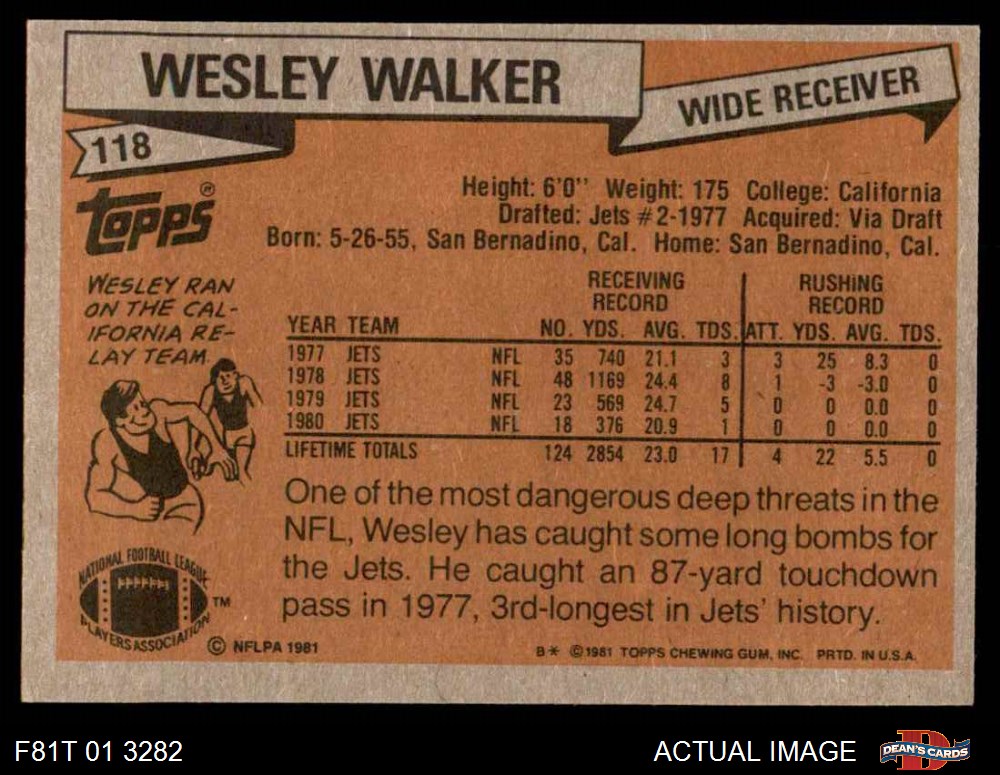 WESLEY WALKER
WIDE RECEIVER
118
TOPPS®
Height: 6'0'' Weight: 175 College: California
Drafted: Jets #2-1977 Acquired: Via Draft
Born: 5-26-55, San Bernadino, Cal. Home: San Bernadino, Cal.
WESLEY RAN
ON THE CAL-
IFORNIA RE-
LAY TEAM.
RECEIVING RECORD RUSHING RECORD
YEAR TEAM NO. YDS. AVG. TDS. ATT. YDS. AVG. TDS.
1977 JETS NFL 35 740 21.1 3 3 25 8.3 0
1978 JETS NFL 48 1169 24.4 8 1 -3 -3.0 0
1979 JETS NFL 23 569 24.7 5 0 0 0.0 0
1980 JETS NFL 18 376 20.9 1 0 0 0.0 0
LIFETIME TOTALS 124 2854 23.0 17 4 22 5.5 0
One of the most dangerous deep threats in the
NFL, Wesley has caught some long bombs for
the Jets. He caught an 87-yard touchdown
pass in 1977, 3rd-longest in Jets' history.
NATIONAL FOOTBALL LEAGUE
PLAYERS ASSOCIATION
TM
© NFLPA 1981
B* © 1981 TOPPS CHEWING GUM, INC. PRTD. IN U.S.A.
F81T 01 3282
ACTUAL IMAGE
D
DEAN'S CARDS